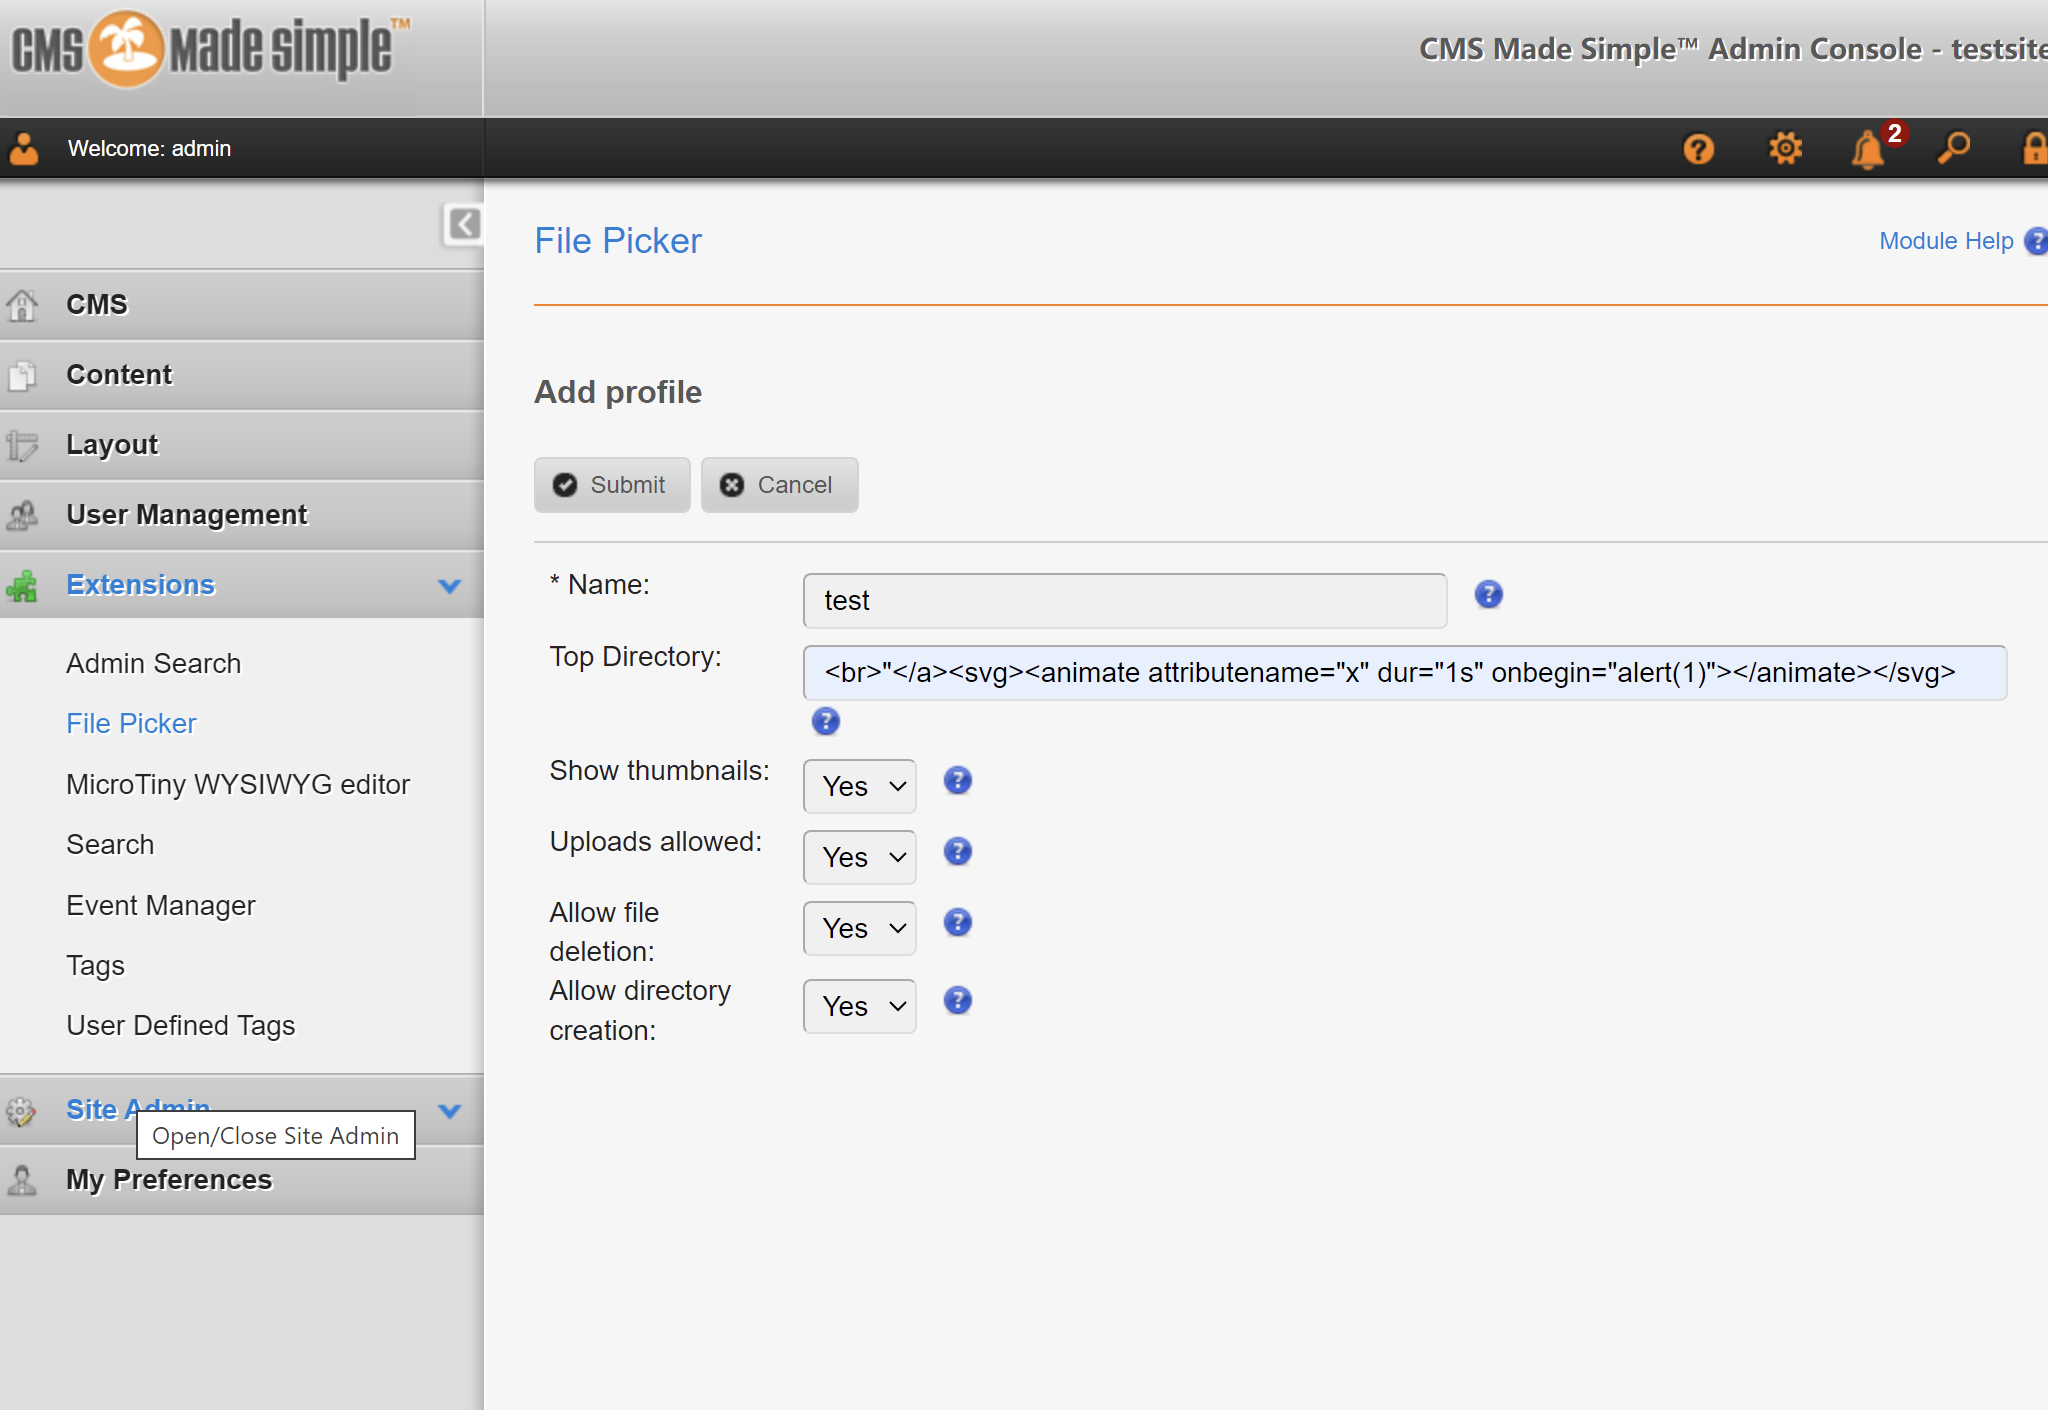 CMS Made simple™
CMS Made Simple™ Admin Console - testsite
Welcome: admin
2
File Picker
Module Help
CMS
Content
Layout
User Management
Extensions
Admin Search
File Picker
MicroTiny WYSIWYG editor
Search
Event Manager
Tags
User Defined Tags
Site Admin
Open/Close Site Admin
My Preferences
Add profile
Submit
Cancel
* Name:
test
Top Directory:
<br>"</a><svg><animate attributename="x" dur="1s" onbegin="alert(1)"></animate></svg>
Show thumbnails:
Yes
Uploads allowed:
Yes
Allow file
deletion:
Yes
Allow directory
creation:
Yes